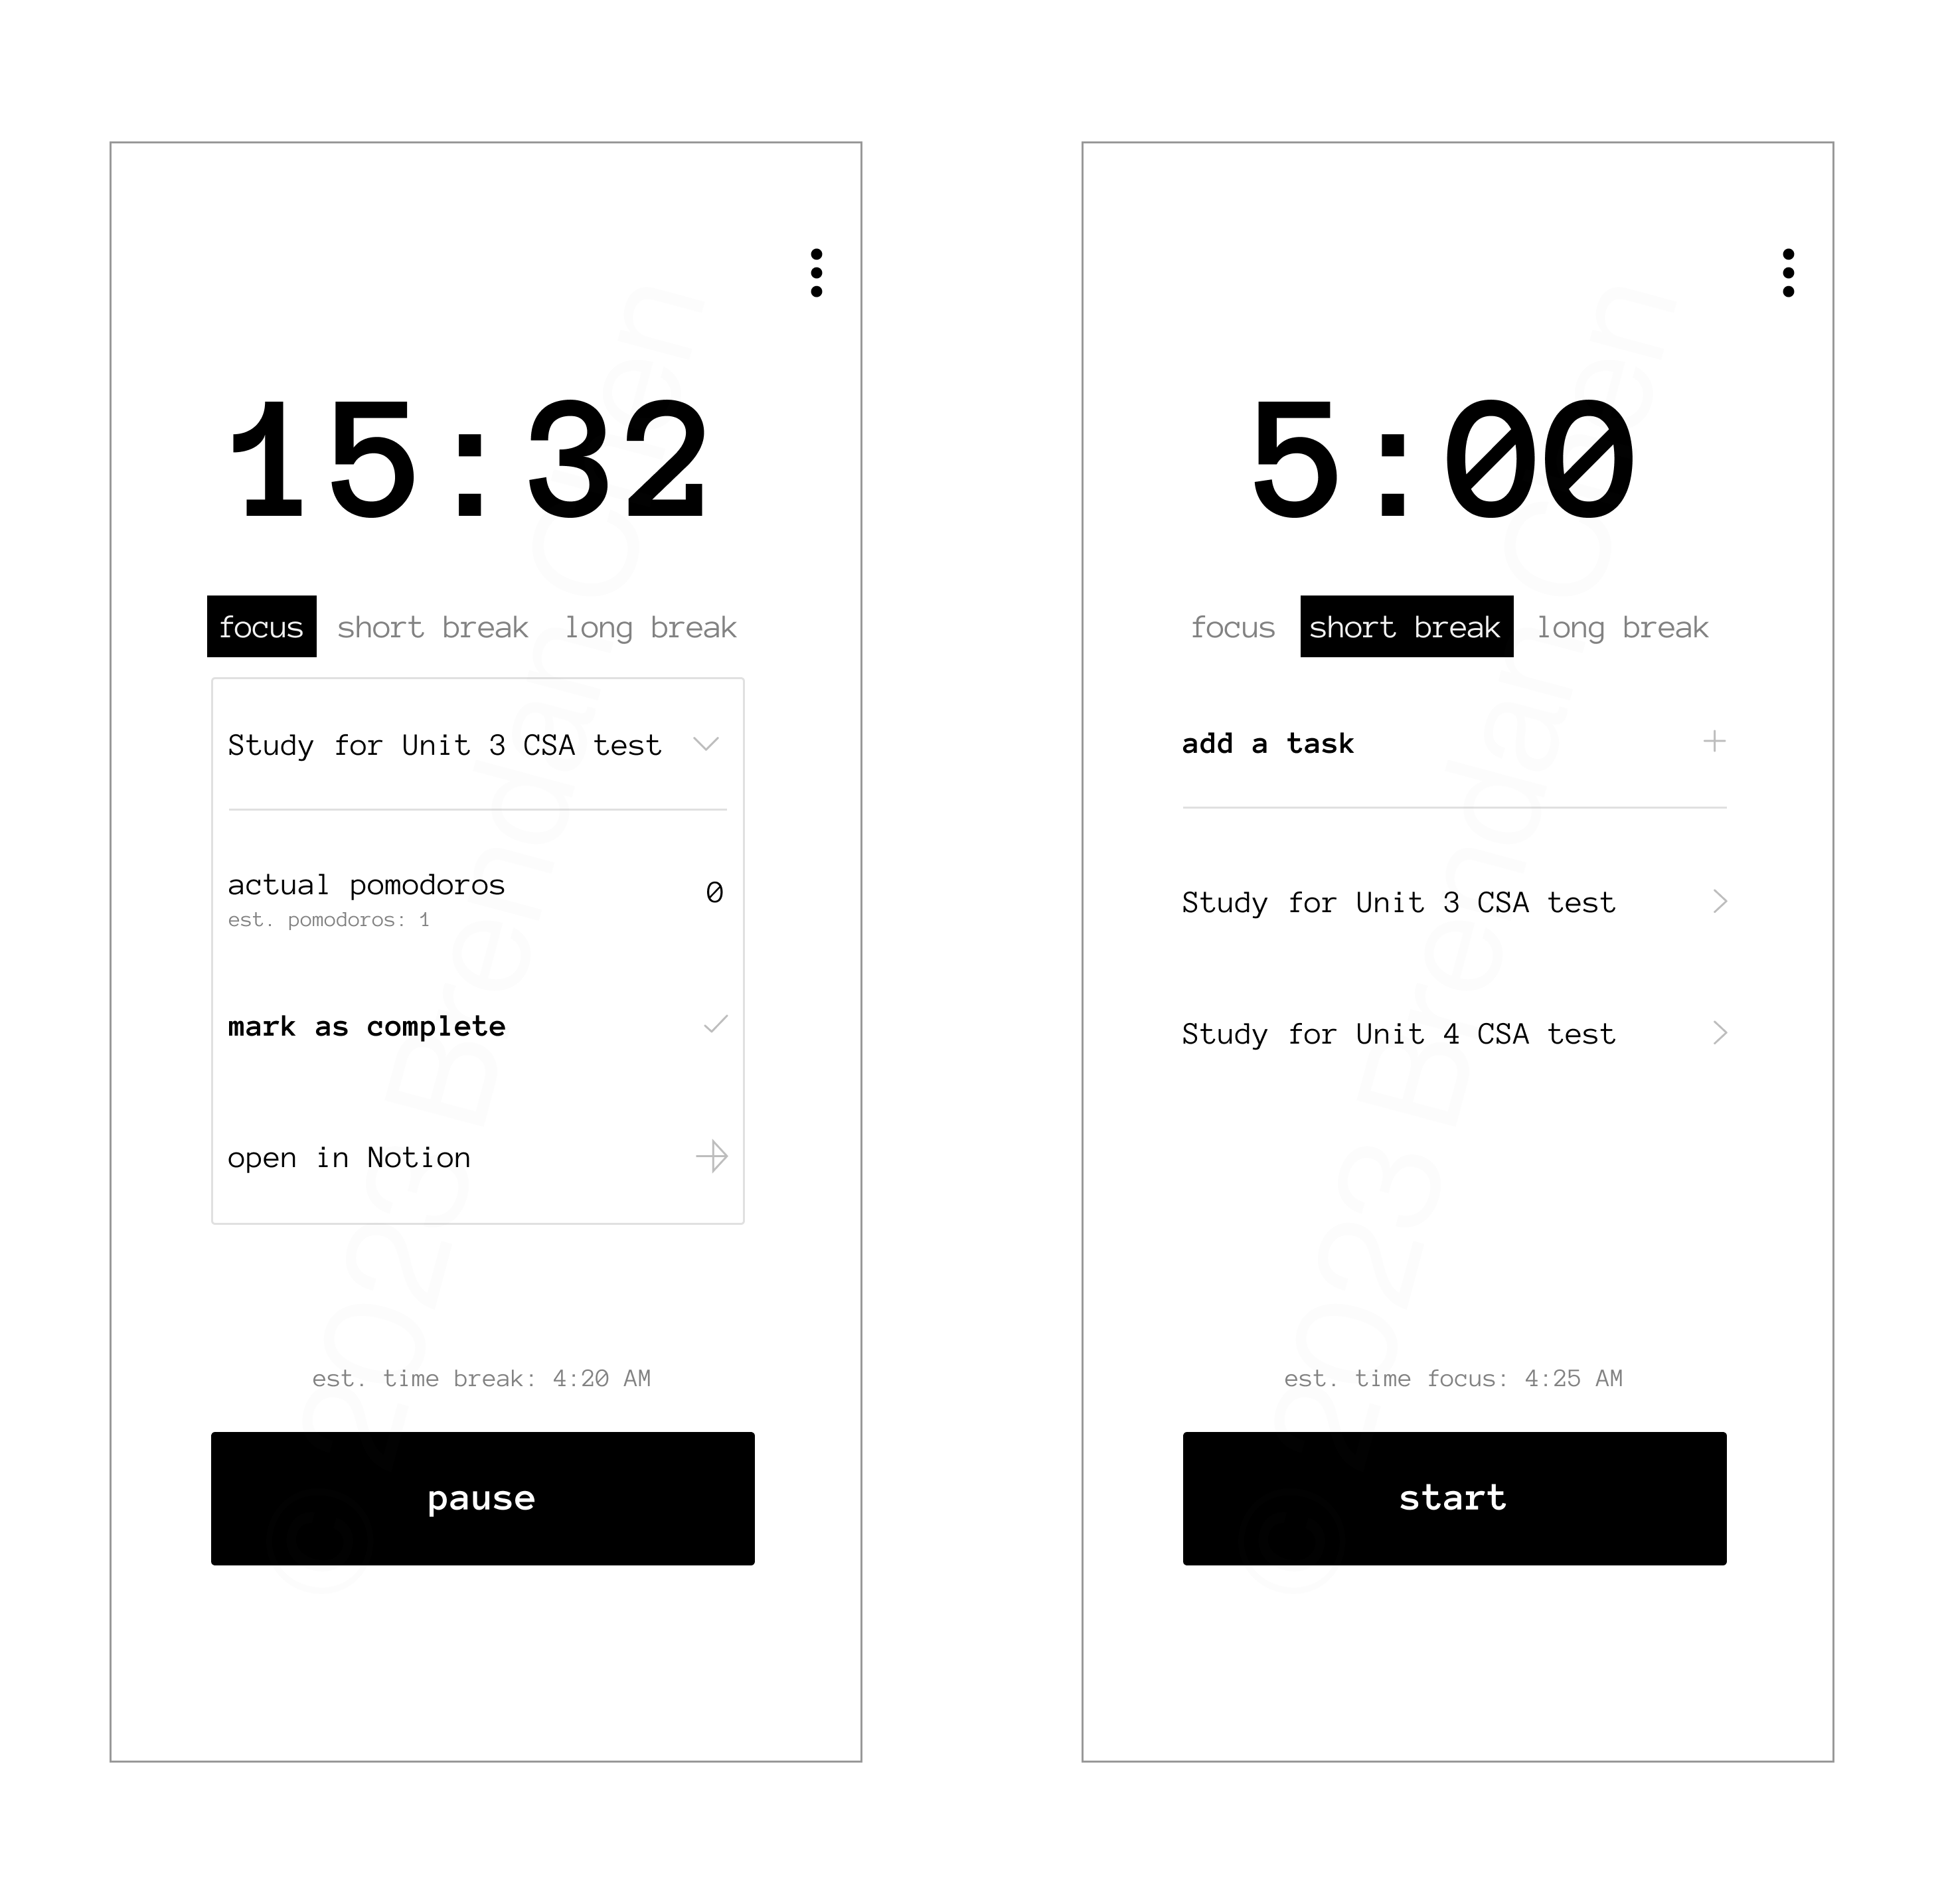 15:32
focus short break long break
Study for Unit 3 CSA test
actual pomodoros 0
est. pomodoros: 1
mark as complete
open in Notion
est. time break: 4:20 AM
pause
© 2023 Brendan Chen
5:00
focus short break long break
add a task
Study for Unit 3 CSA test
Study for Unit 4 CSA test
est. time focus: 4:25 AM
start
© 2023 Brendan Chen